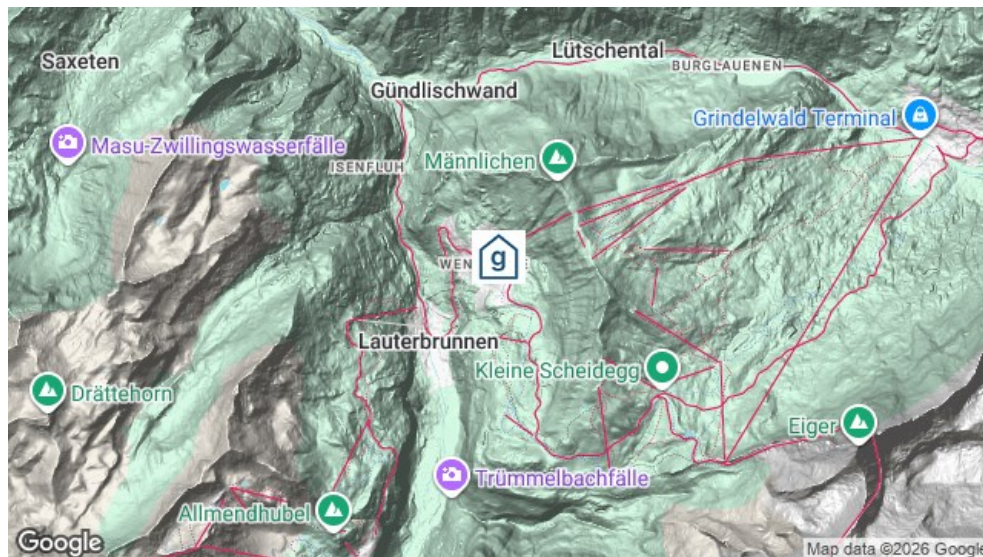 Saxeten
Lütschental
BURGLAUENEN
Gündlischwand
Grindelwald Terminal
Masu-Zwillingswasserfälle
ISENFLUH
Männlichen
g
Lauterbrunnen
Kleine Scheidegg
Drättehorn
Eiger
Trümmelbachfälle
Allmendhubel
Google
Map data ©2026 Google